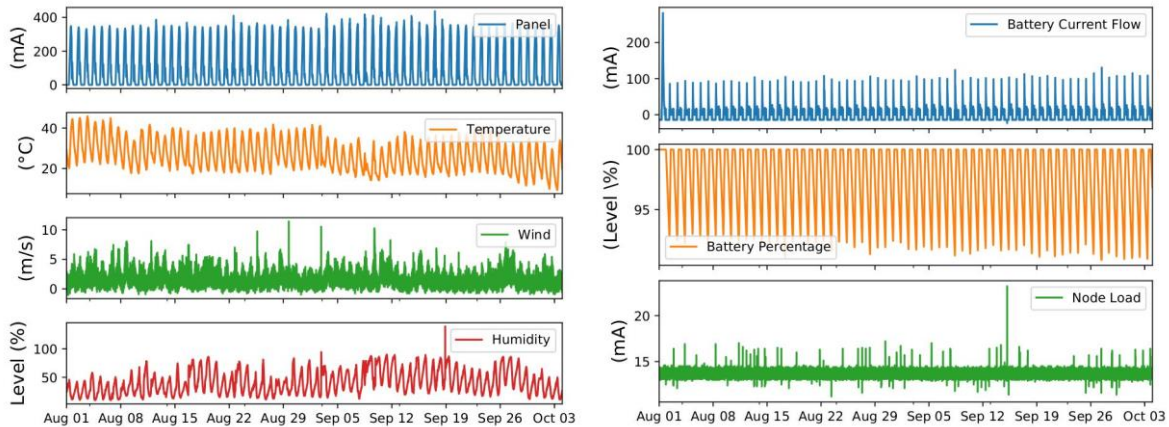 400
200
0
(mA)
Panel
40
20
(°C)
Temperature
10
5
0
(m/s)
Wind
100
50
Level (%)
Humidity
Aug 01 Aug 08 Aug 15 Aug 22 Aug 29 Sep 05 Sep 12 Sep 19 Sep 26 Oct 03
200
100
0
(mA)
Battery Current Flow
100
95
(Level \%)
Battery Percentage
20
15
(mA)
Node Load
Aug 01 Aug 08 Aug 15 Aug 22 Aug 29 Sep 05 Sep 12 Sep 19 Sep 26 Oct 03